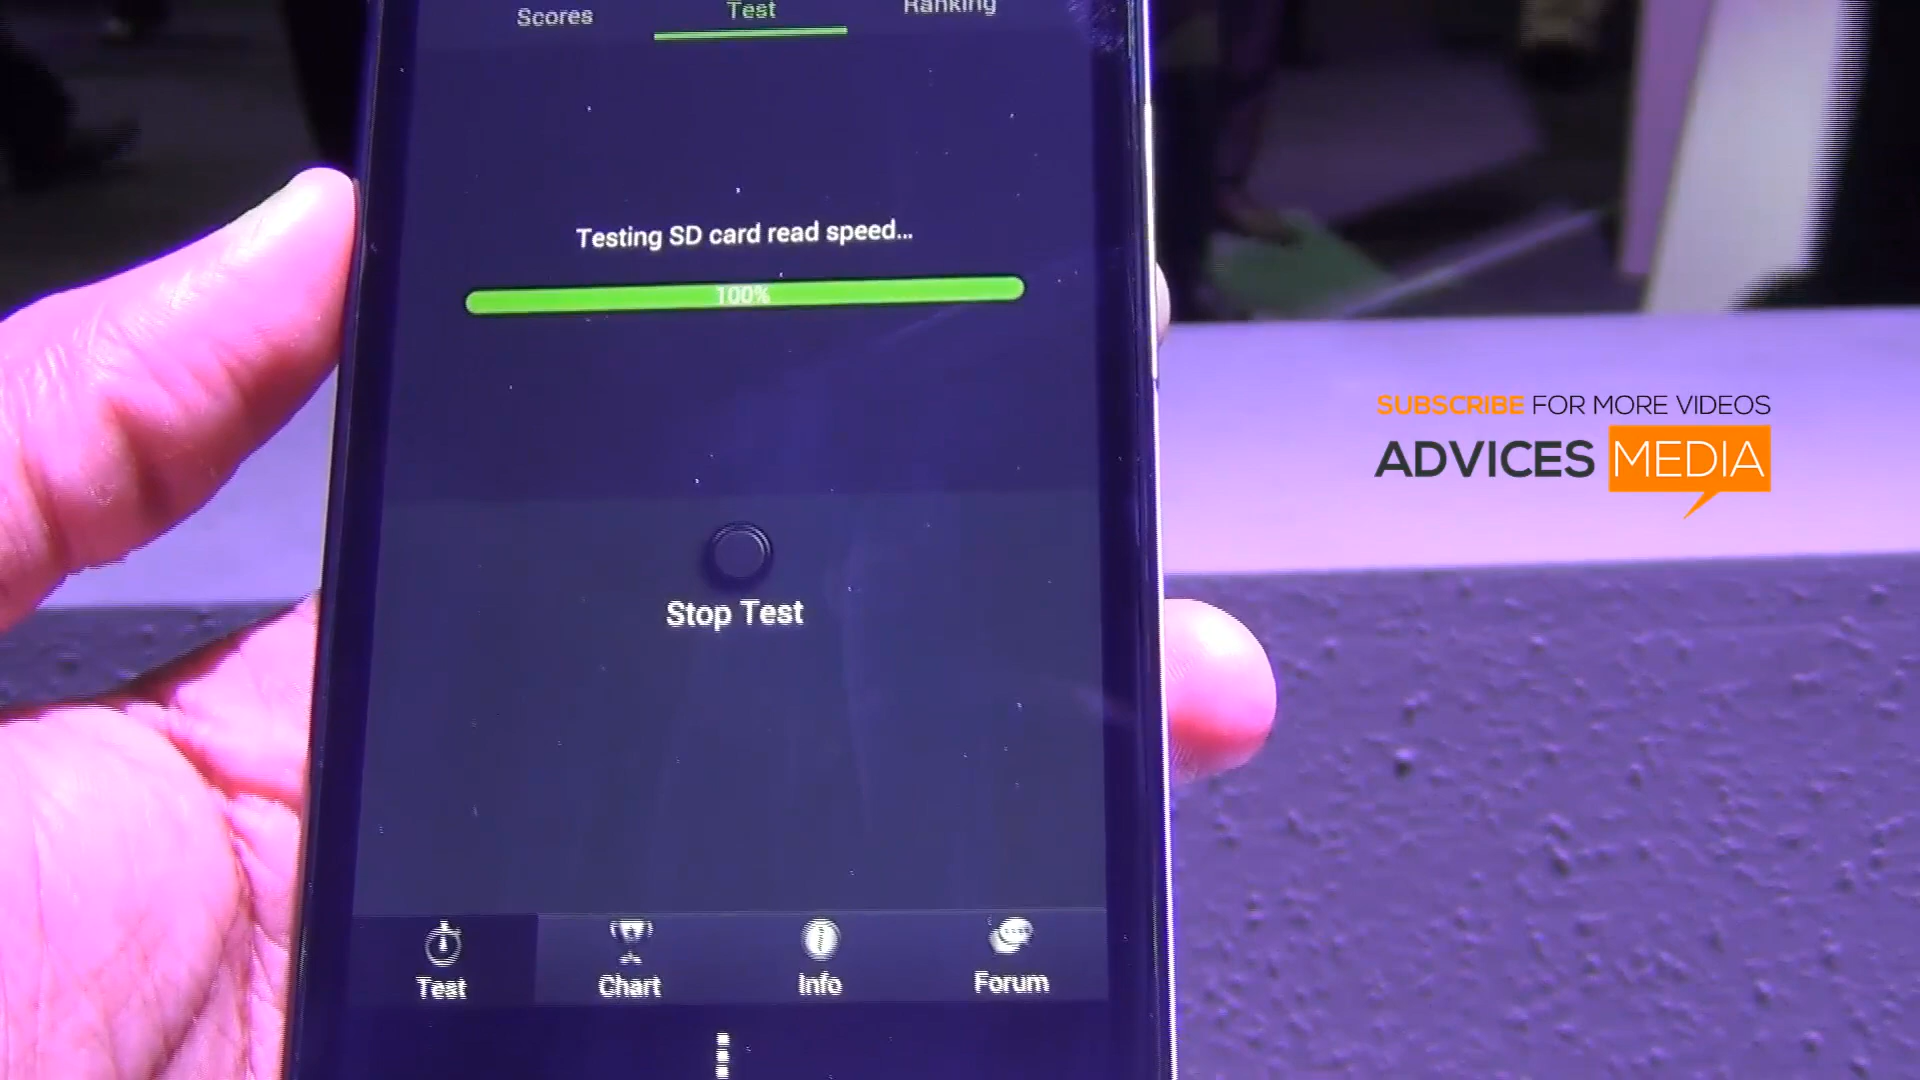 Scores Test Ranking
Testing SD card read speed...
100%
SUBSCRIBE FOR MORE VIDEOS
ADVICES MEDIA
Stop Test
Test Chart Info Forum